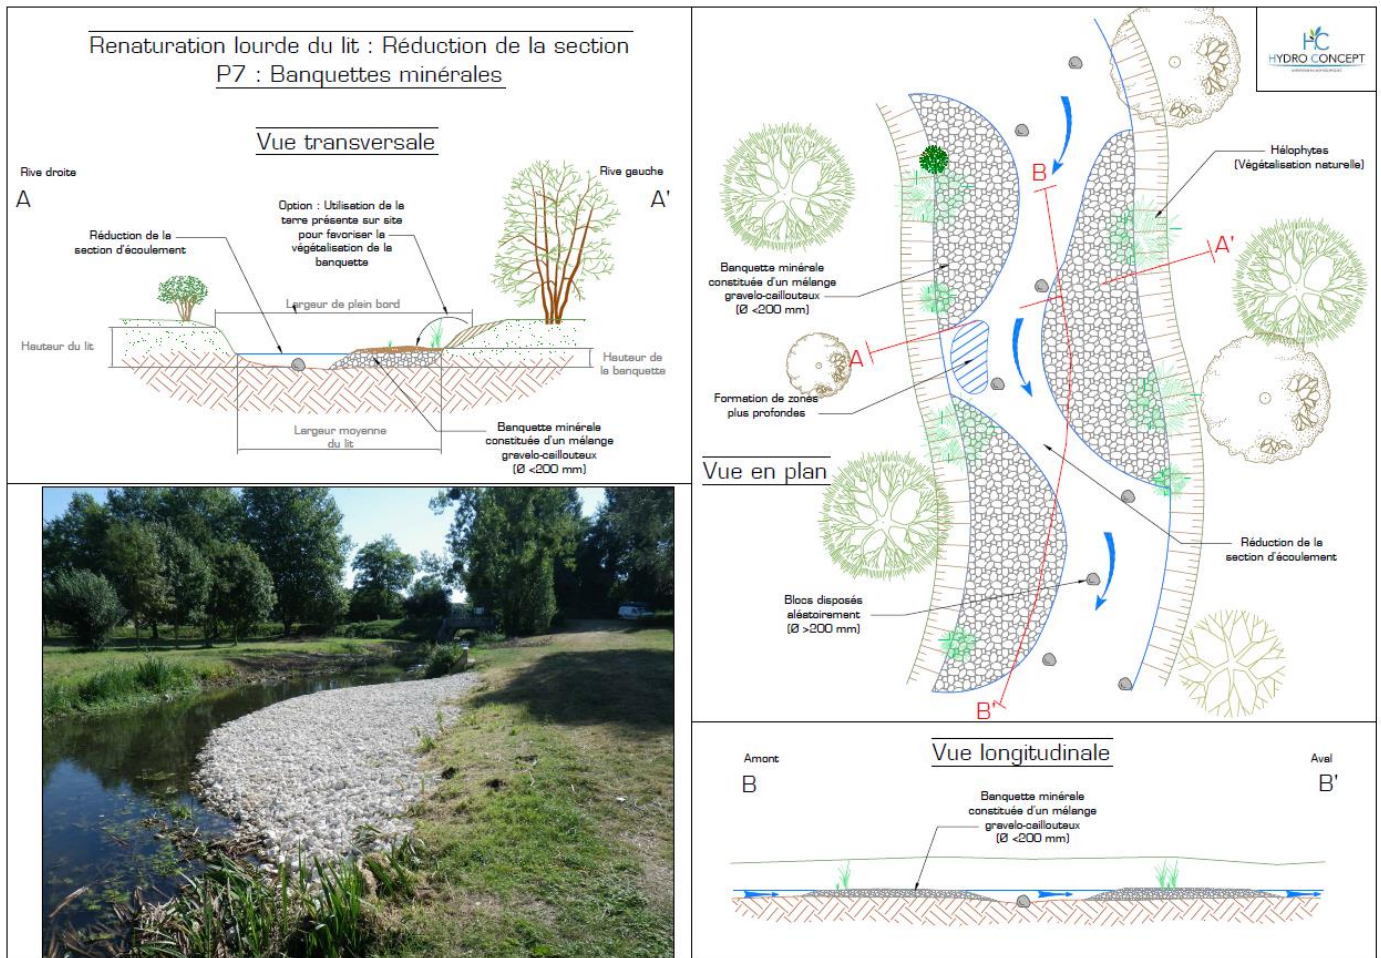 Renaturation lourde du lit : Réduction de la section
P7 : Banquettes minérales
Vue transversale
Rive droite
A
Rive gauche
A'
Option : Utilisation de la
terre présente sur site
pour favoriser la
végétalisation de la
banquette
Réduction de la
section d'écoulement
Largeur de plein bord
Hauteur du lit
Hauteur de
la banquette
Largeur moyenne
du lit
Banquette minérale
constituée d'un mélange
gravelo-caillouteux
(Ø <200 mm)
HC
HYDRO CONCEPT
B
Hélophytes
(Végétalisation naturelle)
A'
Banquette minérale
constituée d'un mélange
gravelo-caillouteux
(Ø <200 mm)
A
Formation de zones
plus profondes
Vue en plan
Réduction de la
section d'écoulement
Blocs disposés
aléatoirement
(Ø >200 mm)
B'
Vue longitudinale
Amont
B
Aval
B'
Banquette minérale
constituée d'un mélange
gravelo-caillouteux
(Ø <200 mm)